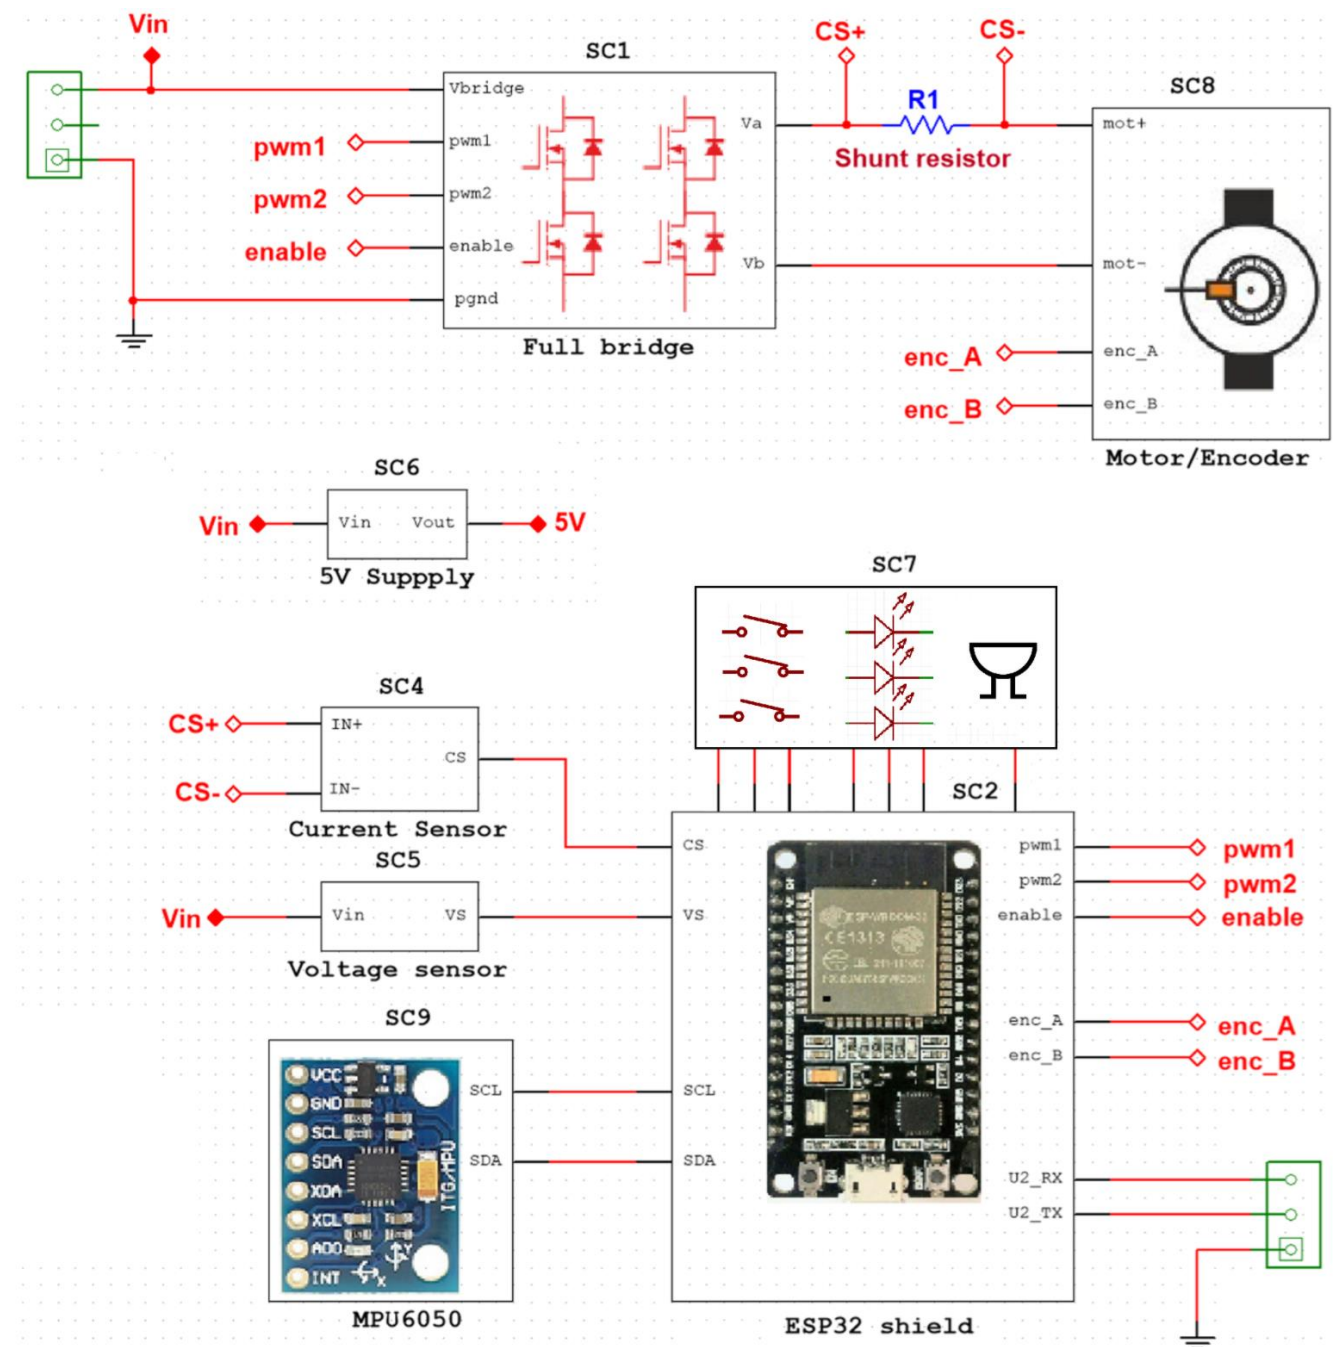 Vin
SC1
CS+
CS-
Vbridge
R1
SC8
pwm1
pwm1
Va
mot+
Shunt resistor
pwm2
pwm2
enable
enable
Vb
mot-
pgnd
Full bridge
enc_A
enc_A
enc_B
enc_B
Motor/Encoder
SC6
Vin
Vin
Vout
5V
5V Suppply
SC7
SC4
CS+
IN+
CS
CS-
IN-
Current Sensor
SC2
SC5
CS
pwm1
pwm1
pwm2
pwm2
Vin
Vin
VS
VS
enable
enable
Voltage sensor
SC9
enc_A
enc_A
enc_B
enc_B
VCC
GND
SCL
SDA
XDA
XCL
ADO
INT
ITG/MPU
Y
X
SCL
SCL
SDA
SDA
U2_RX
U2_TX
MPU6050
ESP32 shield